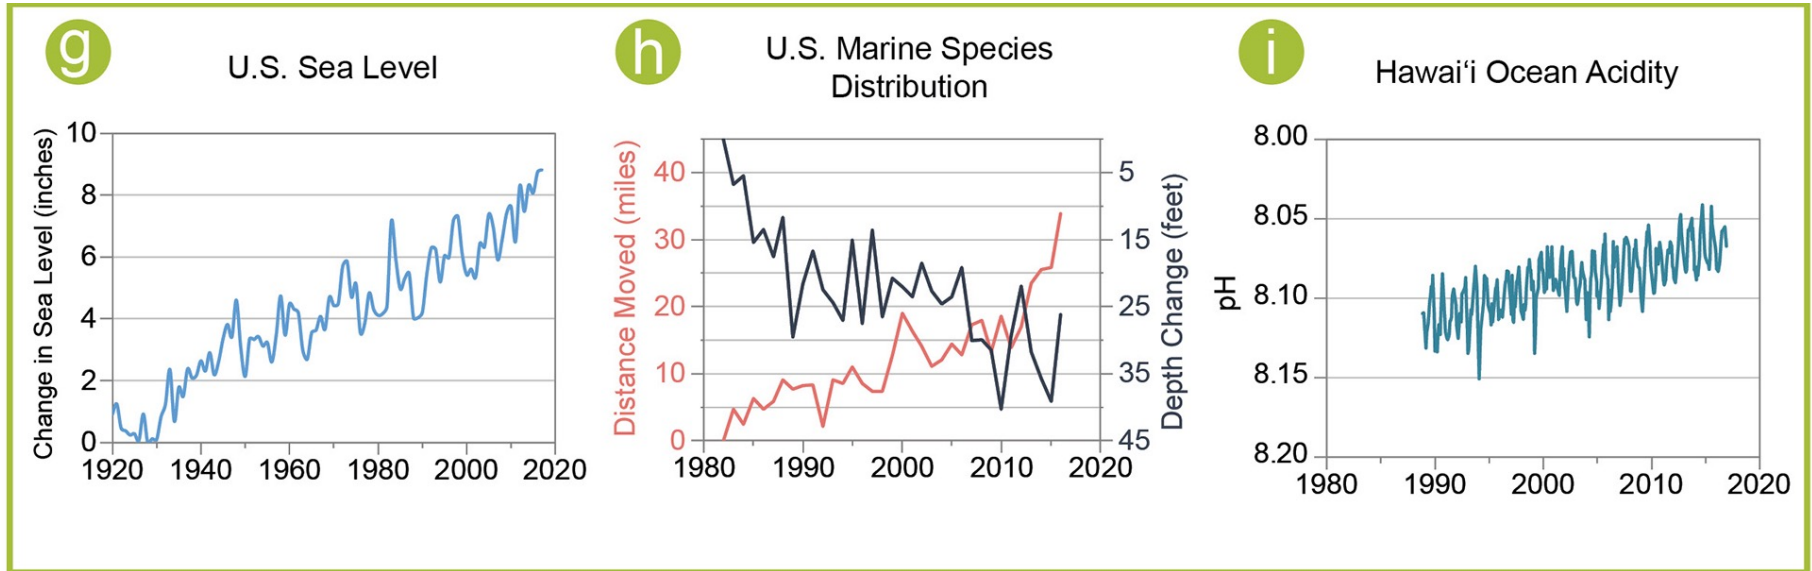 g
U.S. Sea Level
Change in Sea Level (inches)
10
8
6
4
2
0
1920 1940 1960 1980 2000 2020
h
U.S. Marine Species
Distribution
Distance Moved (miles)
40
30
20
10
0
5
15
25
35
45
Depth Change (feet)
1980 1990 2000 2010 2020
i
Hawaiʻi Ocean Acidity
pH
8.00
8.05
8.10
8.15
8.20
1980 1990 2000 2010 2020